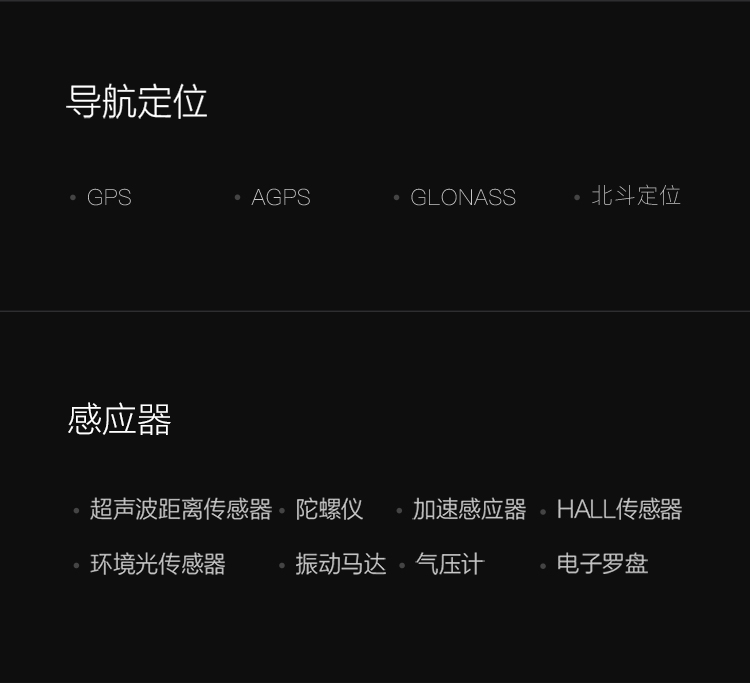 导航定位
• GPS • AGPS • GLONASS • 北斗定位
感应器
• 超声波距离传感器 • 陀螺仪 • 加速感应器 • HALL传感器
• 环境光传感器 • 振动马达 • 气压计 • 电子罗盘